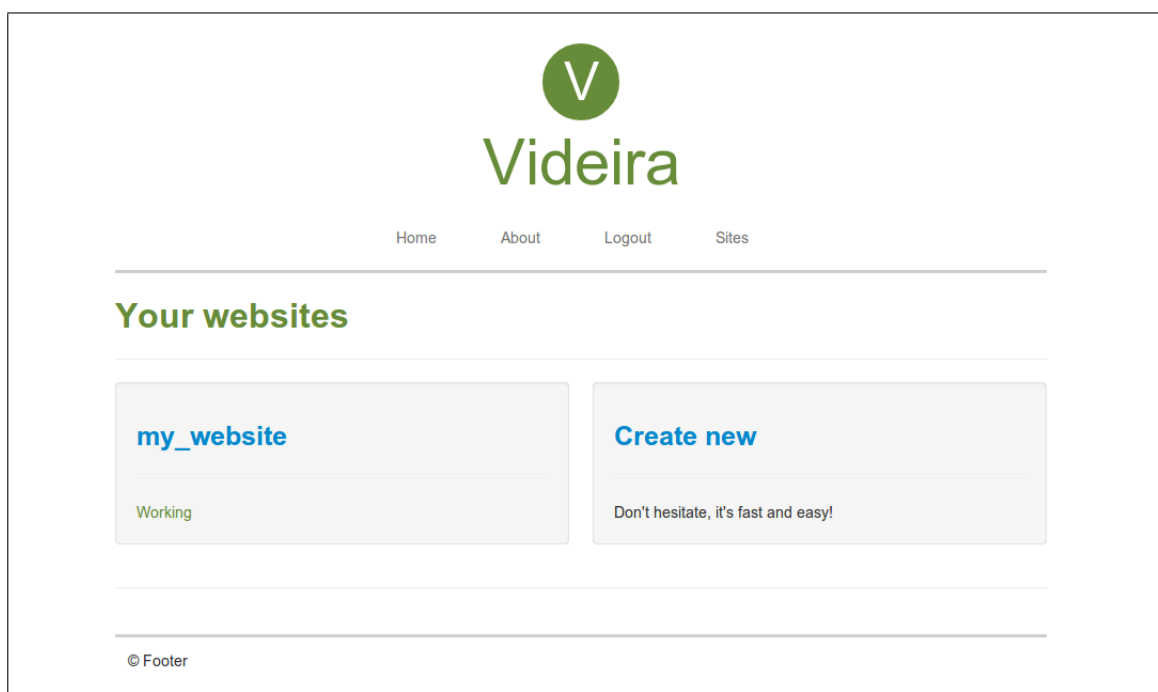 V
Videira
Home About Logout Sites
Your websites
my_website
Working
Create new
Don't hesitate, it's fast and easy!
© Footer